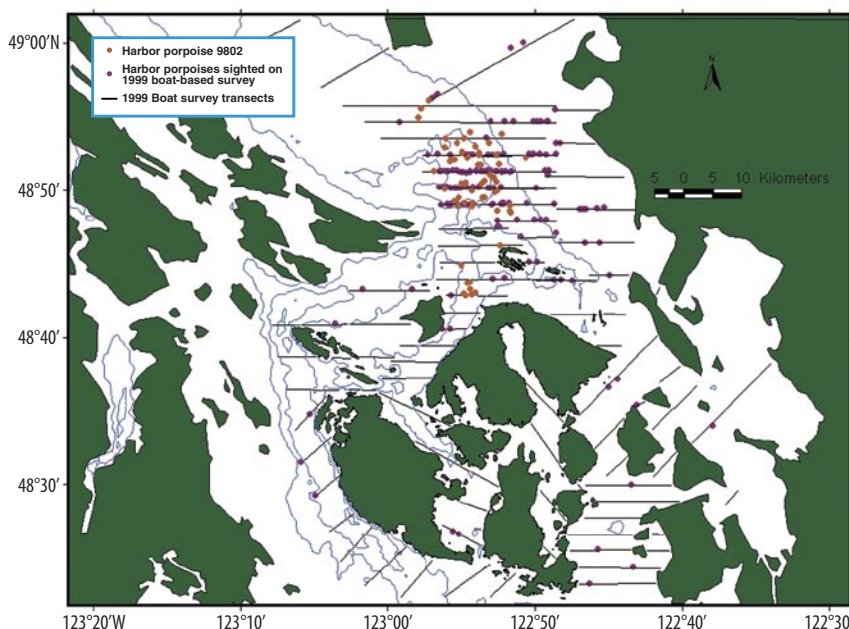 49°00'N
Harbor porpoise 9802
Harbor porpoises sighted on
1999 boat-based survey
1999 Boat survey transects
N
48°50'
5 0 5 10 Kilometers
48°40'
48°30'
123°20'W 123°10' 123°00' 122°50' 122°40' 122°30'